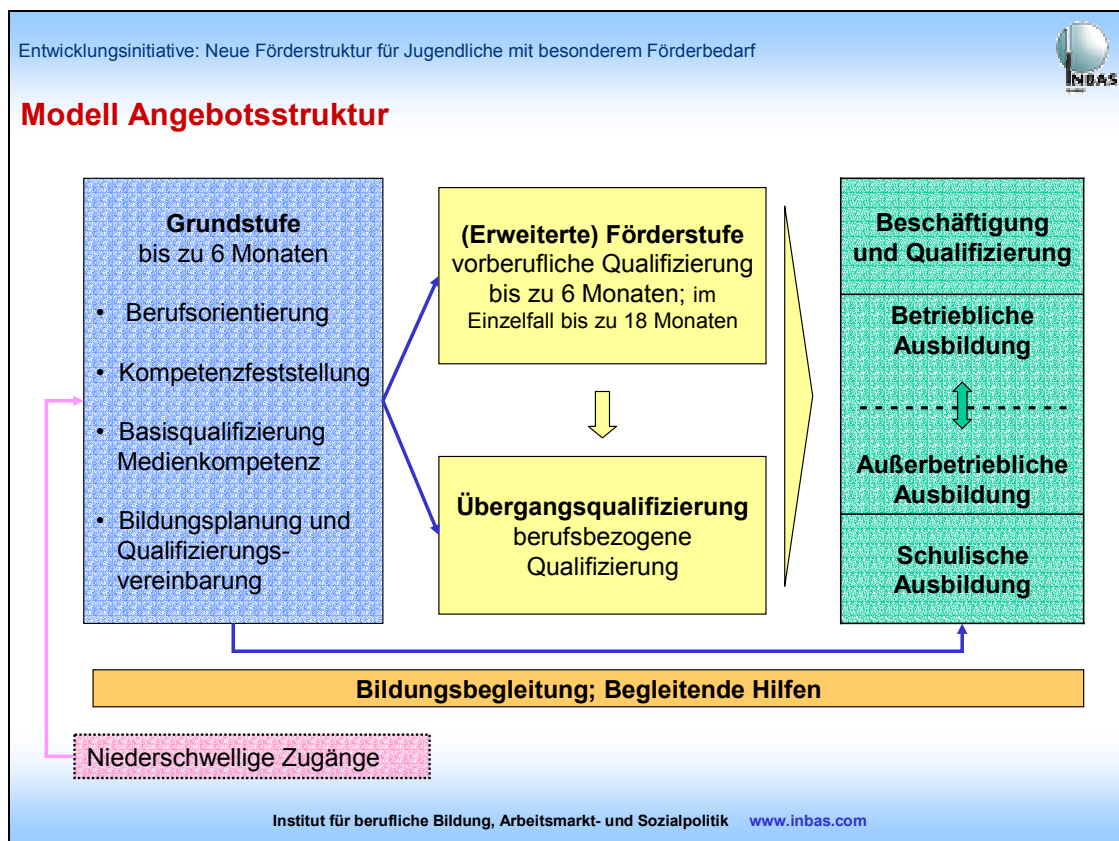 Entwicklungsinitiative: Neue Förderstruktur für Jugendliche mit besonderem Förderbedarf
INBAS
Modell Angebotsstruktur
Grundstufe
bis zu 6 Monaten
• Berufsorientierung
• Kompetenzfeststellung
• Basisqualifizierung
Medienkompetenz
• Bildungsplanung und
Qualifizierungs-
vereinbarung
(Erweiterte) Förderstufe
vorberufliche Qualifizierung
bis zu 6 Monaten; im
Einzelfall bis zu 18 Monaten
Übergangsqualifizierung
berufsbezogene
Qualifizierung
Beschäftigung
und Qualifizierung
Betriebliche
Ausbildung
Außerbetriebliche
Ausbildung
Schulische
Ausbildung
Bildungsbegleitung; Begleitende Hilfen
Niederschwellige Zugänge
Institut für berufliche Bildung, Arbeitsmarkt- und Sozialpolitik www.inbas.com